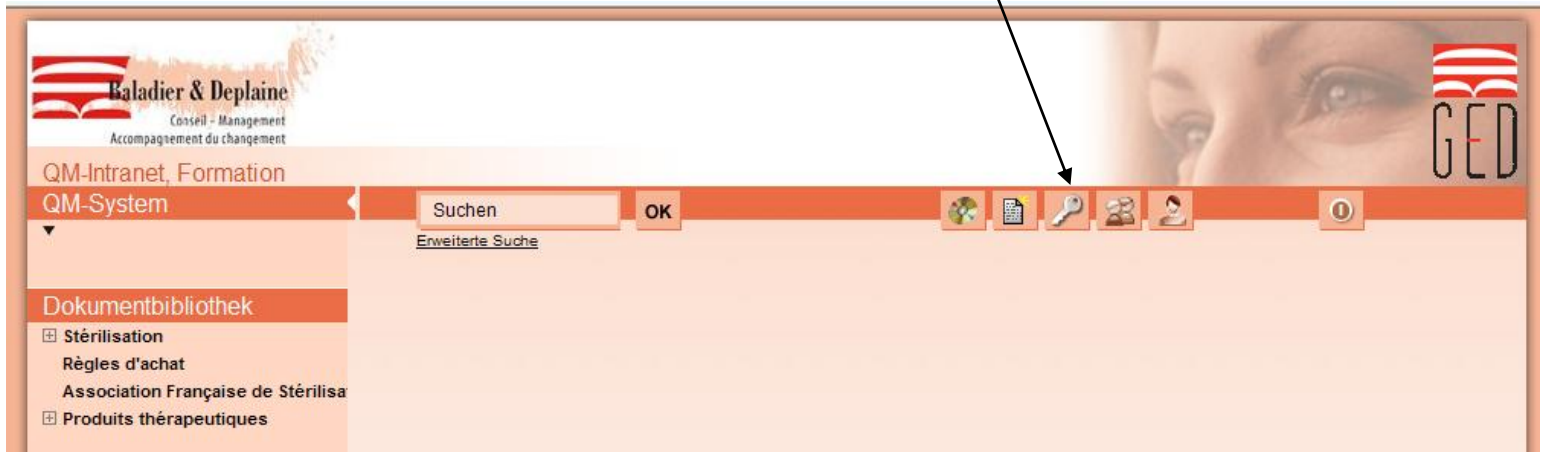 Baladier & Deplaine
Conseil - Management
Accompagnement du changement
GED
QM-Intranet, Formation
QM-System
Suchen
OK
Erweiterte Suche
Dokumentbibliothek
Stérilisation
Règles d'achat
Association Française de Stérilisa
Produits thérapeutiques